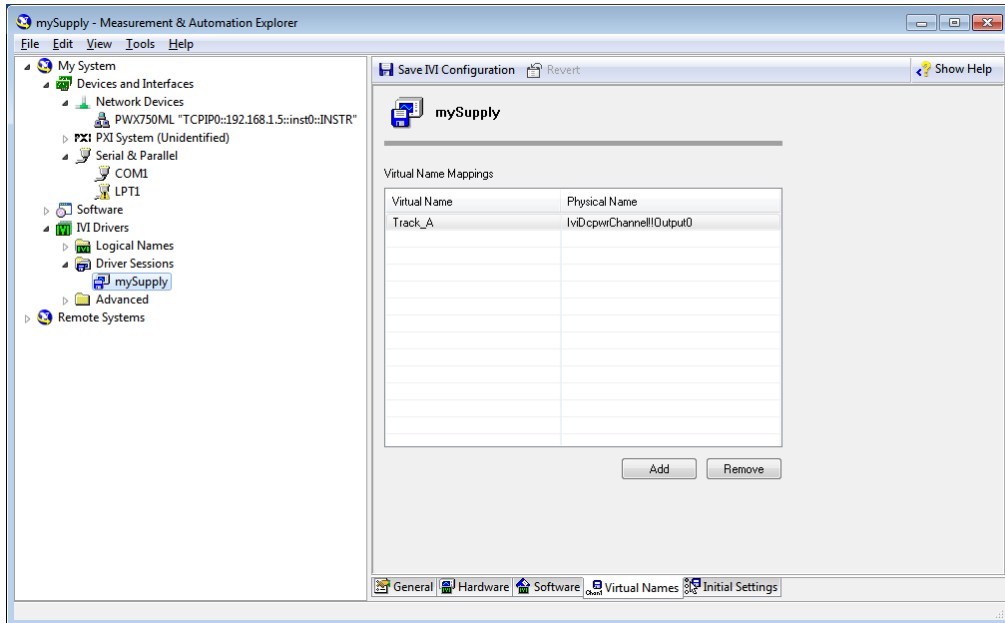 mySupply - Measurement & Automation Explorer
File Edit View Tools Help
My System
Devices and Interfaces
Network Devices
PWX750ML "TCPIP0::192.168.1.5::inst0::INSTR"
PXI PXI System (Unidentified)
Serial & Parallel
COM1
LPT1
Software
IVI IVI Drivers
IVI Logical Names
Driver Sessions
mySupply
Advanced
Remote Systems
Save IVI Configuration Revert Show Help
mySupply
Virtual Name Mappings
Virtual Name Physical Name
Track_A IviDcpwrChannel!!Output0
Add Remove
General Hardware Software Virtual Names Initial Settings